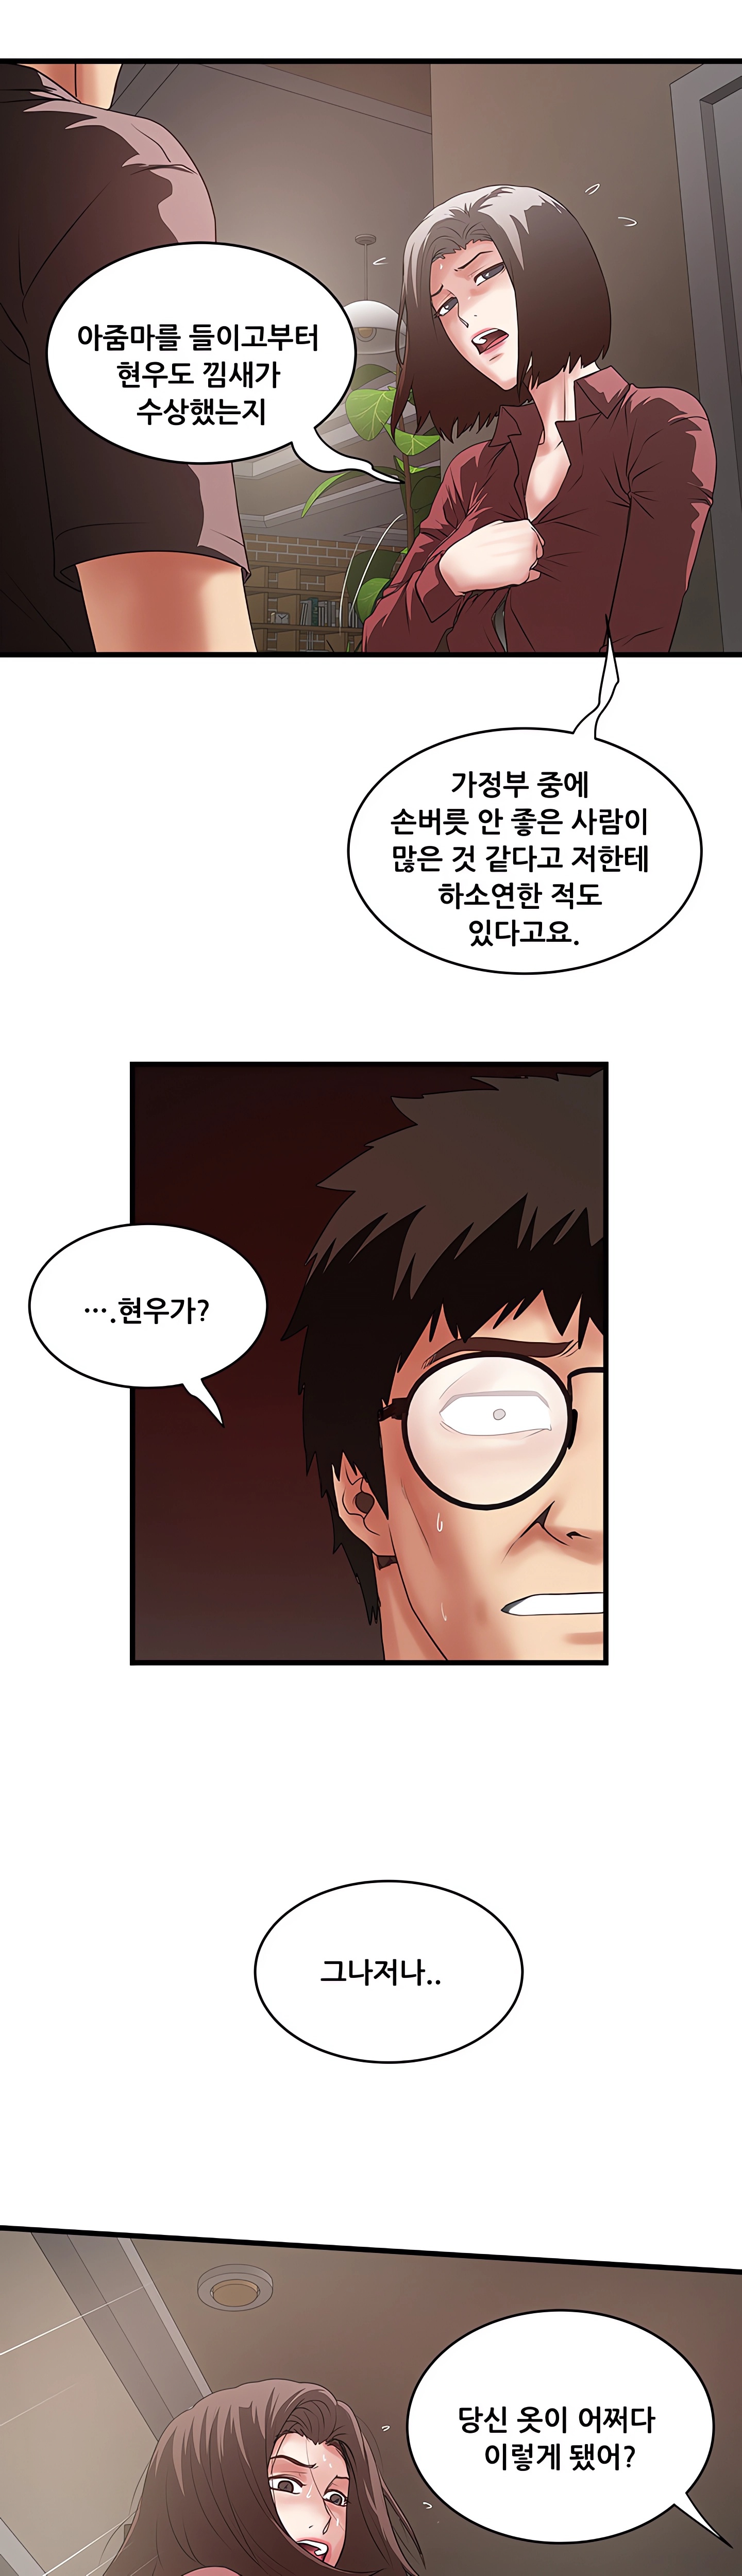 아줌마를 들이고부터
현우도 낌새가
수상했는지
가정부 중에
손버릇 안 좋은 사람이
많은 것 같다고 저한테
하소연한 적도
있다고요.
….현우가?
그나저나..
당신 옷이 어쩌다
이렇게 됐어?